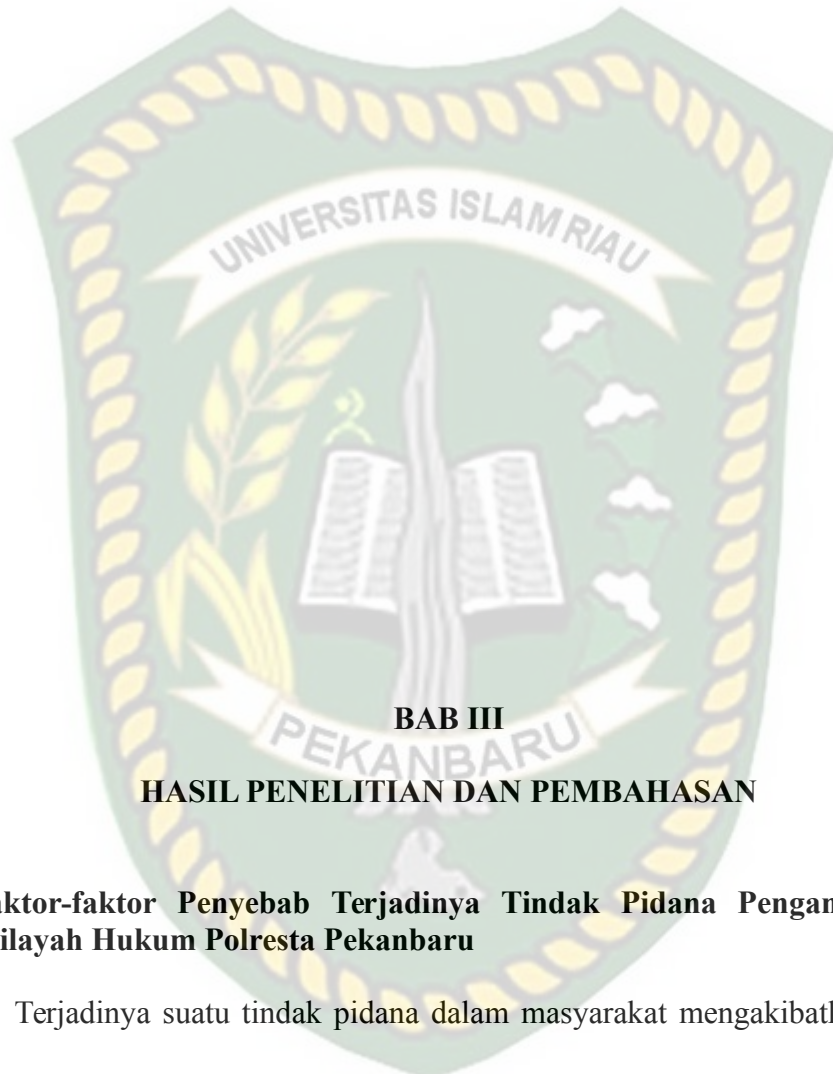 UNIVERSITAS ISLAM RIAU
BAB III
PEKANBARU
HASIL PENELITIAN DAN PEMBAHASAN
aktor-faktor Penyebab Terjadinya Tindak Pidana Pengan
ilayah Hukum Polresta Pekanbaru
Terjadinya suatu tindak pidana dalam masyarakat mengakibatk